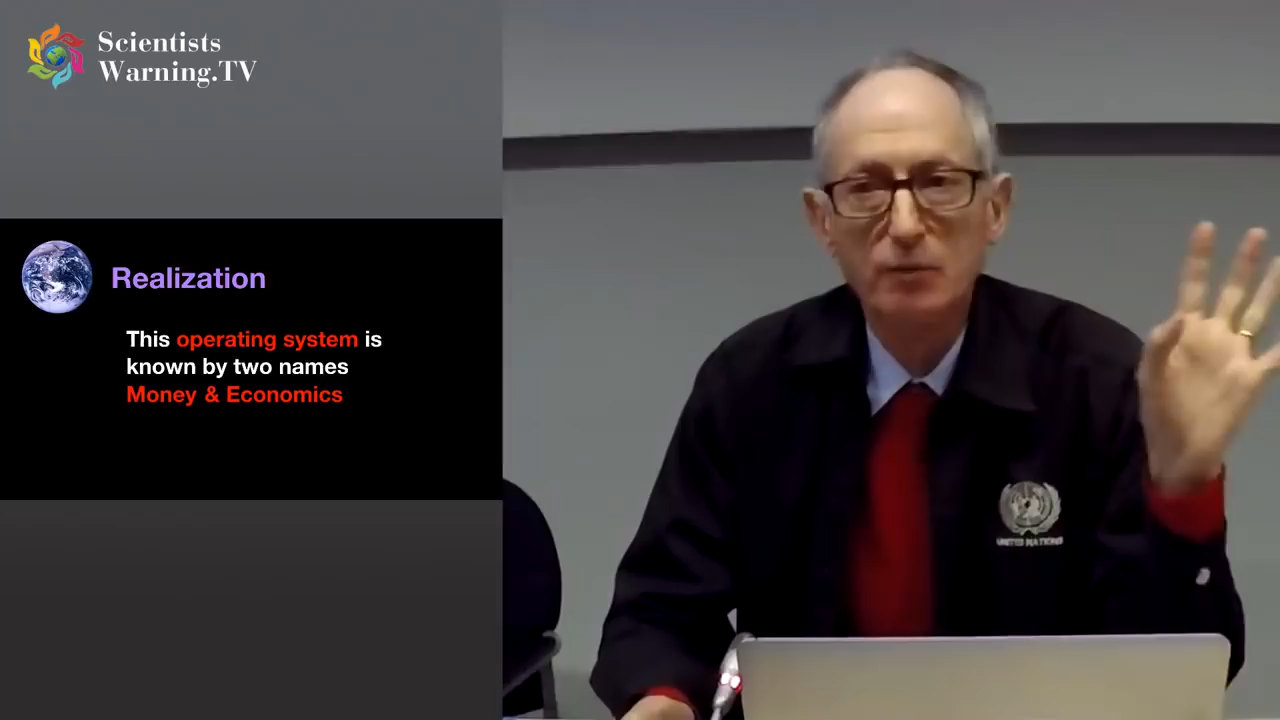 Scientists
Warning.TV
Realization
This operating system is
known by two names
Money & Economics
UNITED NATIONS